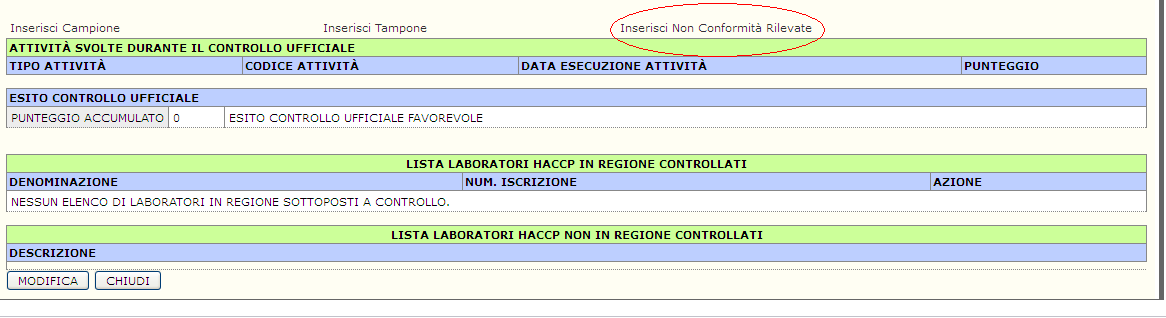 Inserisci Campione Inserisci Tampone Inserisci Non Conformità Rilevate
ATTIVITÀ SVOLTE DURANTE IL CONTROLLO UFFICIALE
TIPO ATTIVITÀ CODICE ATTIVITÀ DATA ESECUZIONE ATTIVITÀ PUNTEGGIO
ESITO CONTROLLO UFFICIALE
PUNTEGGIO ACCUMULATO 0 ESITO CONTROLLO UFFICIALE FAVOREVOLE
LISTA LABORATORI HACCP IN REGIONE CONTROLLATI
DENOMINAZIONE NUM. ISCRIZIONE AZIONE
NESSUN ELENCO DI LABORATORI IN REGIONE SOTTOPOSTI A CONTROLLO.
LISTA LABORATORI HACCP NON IN REGIONE CONTROLLATI
DESCRIZIONE
MODIFICA CHIUDI